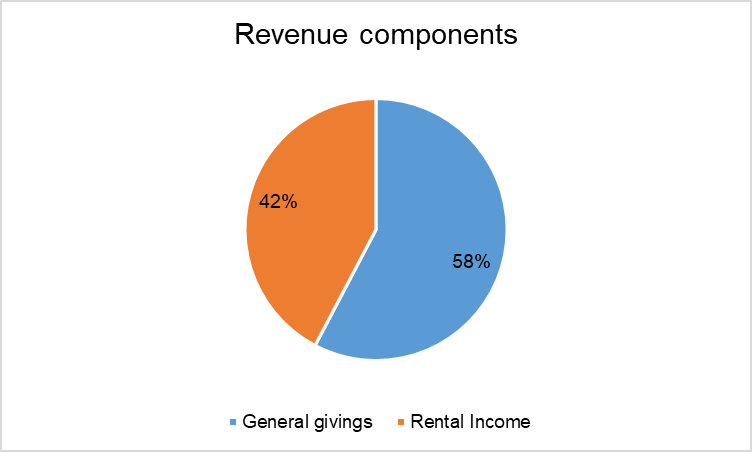 Revenue components
42%
58%
General givings
Rental Income